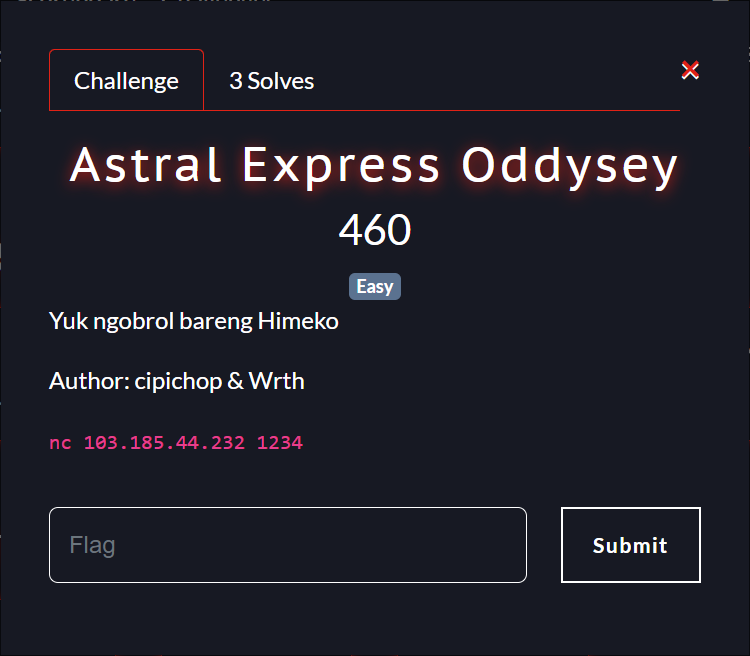 Challenge
3 Solves
Astral Express Oddysey
460
Easy
Yuk ngobrol bareng Himeko
Author: cipichop & Wrth
nc 103.185.44.232 1234
Flag
Submit